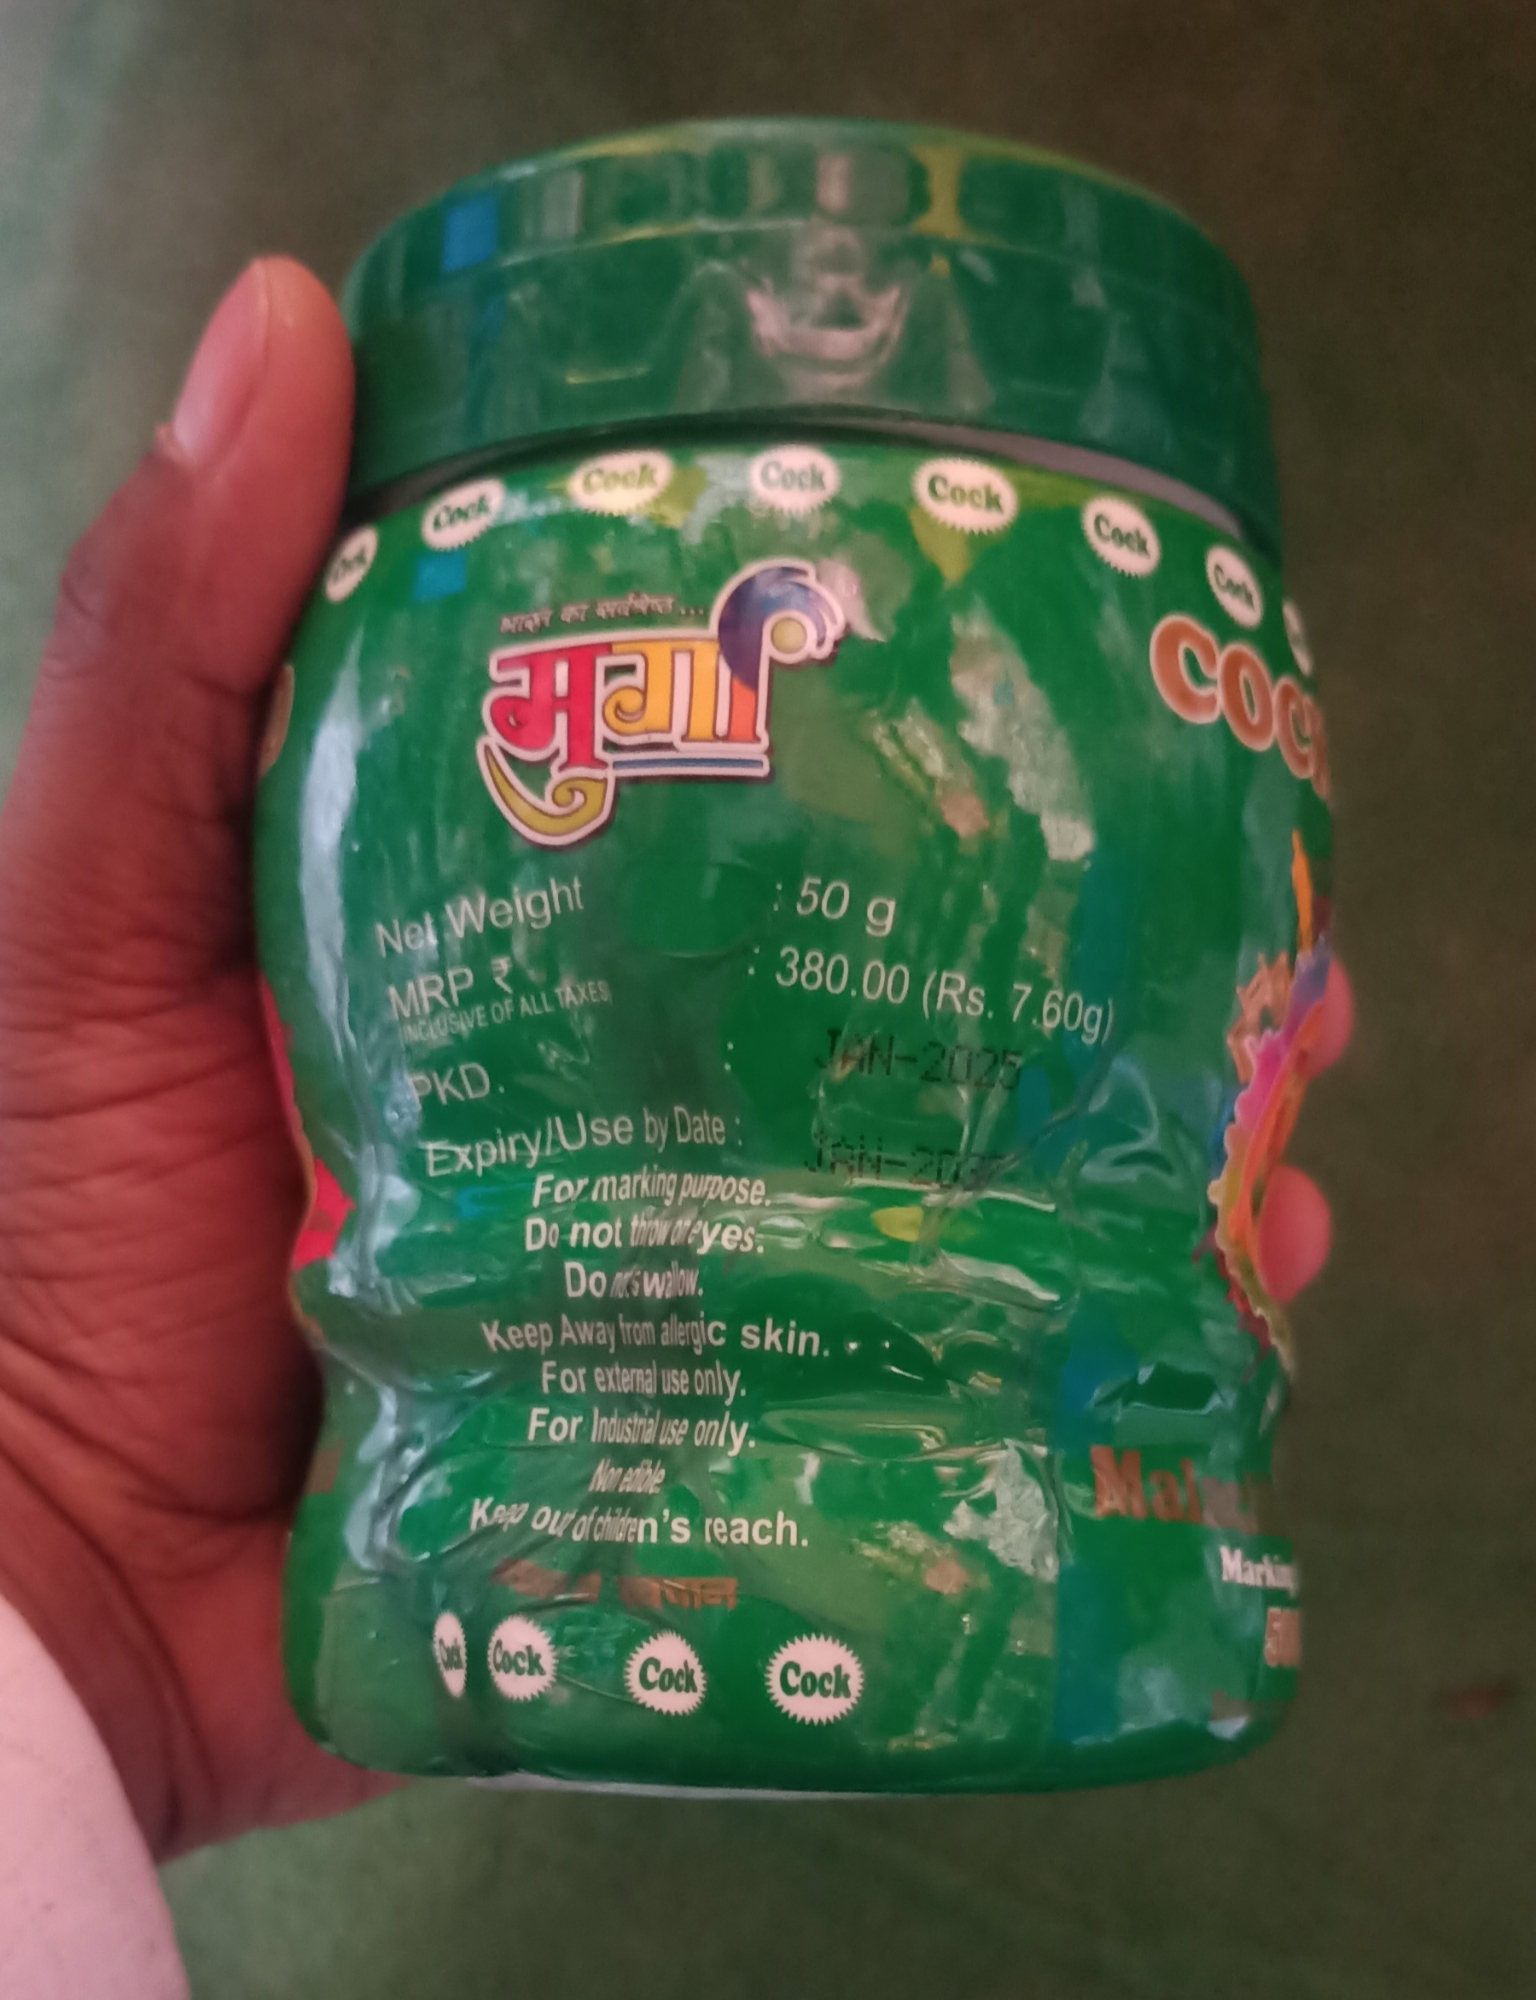 Cock Cock Cock Cock Cock Cock
मुर्गा
COCK
Net Weight : 50 g
MRP ₹ : 380.00 (Rs. 7.60g)
INCLUSIVE OF ALL TAXES
PKD. : JAN-2025
Expiry/Use by Date : JAN-
For marking purpose.
Do not throw on eyes.
Do not swallow.
Keep Away from allergic skin.
For external use only.
For Industrial use only.
Non edible
Keep out of children's reach.
Marking
Cock Cock Cock Cock